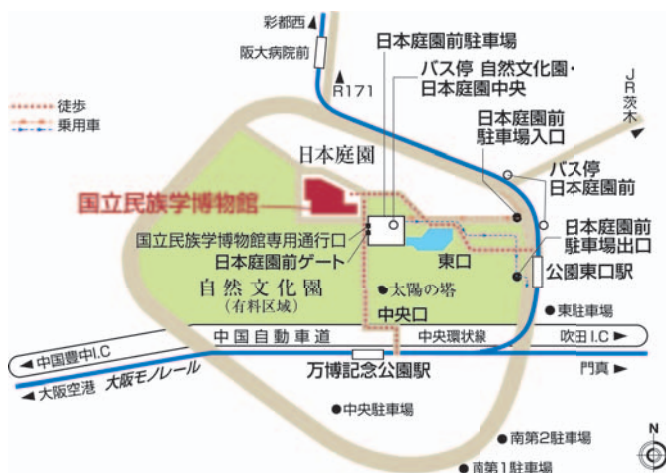 彩都西
阪大病院前
R171
日本庭園前駐車場
バス停 自然文化園・
日本庭園中央
JR茨木
徒歩
乗用車
日本庭園前
駐車場入口
日本庭園
バス停
日本庭園前
国立民族学博物館
国立民族学博物館専用通行口
日本庭園前ゲート
日本庭園前
駐車場出口
東口
公園東口駅
自然文化園
(有料区域)
太陽の塔
中央口
東駐車場
中国自動車道
中央環状線
吹田I.C
中国豊中I.C
万博記念公園駅
門真
大阪空港
大阪モノレール
中央駐車場
南第2駐車場
南第1駐車場
N